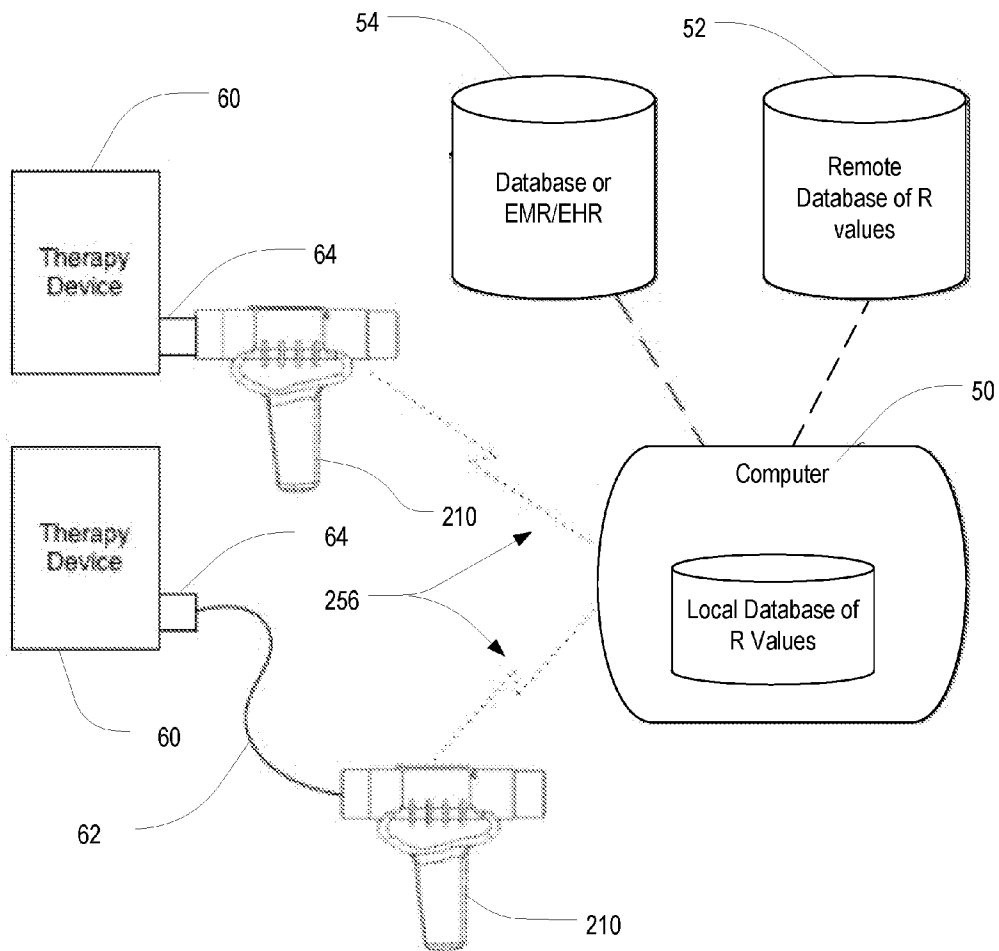 54
52
60
Database or
EMR/EHR
Remote
Database of R
values
Therapy
Device
64
50
Computer
210
Therapy
Device
64
256
Local Database of
R Values
60
62
210